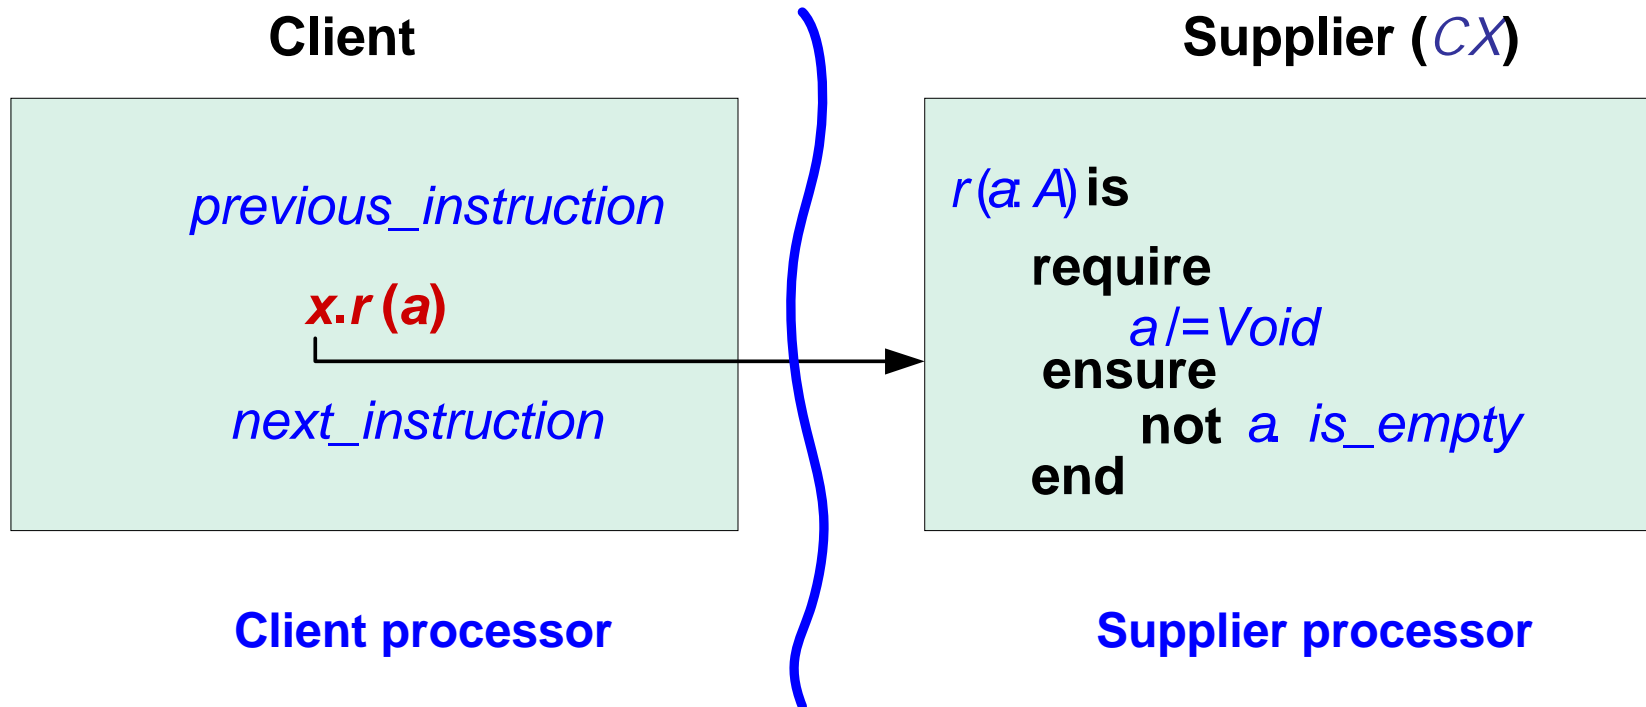 Client
previous_instruction
x.r (a)
next_instruction
Client processor
Supplier (CX)
r (a: A) is
require
a /= Void
ensure
not a. is_empty
end
Supplier processor